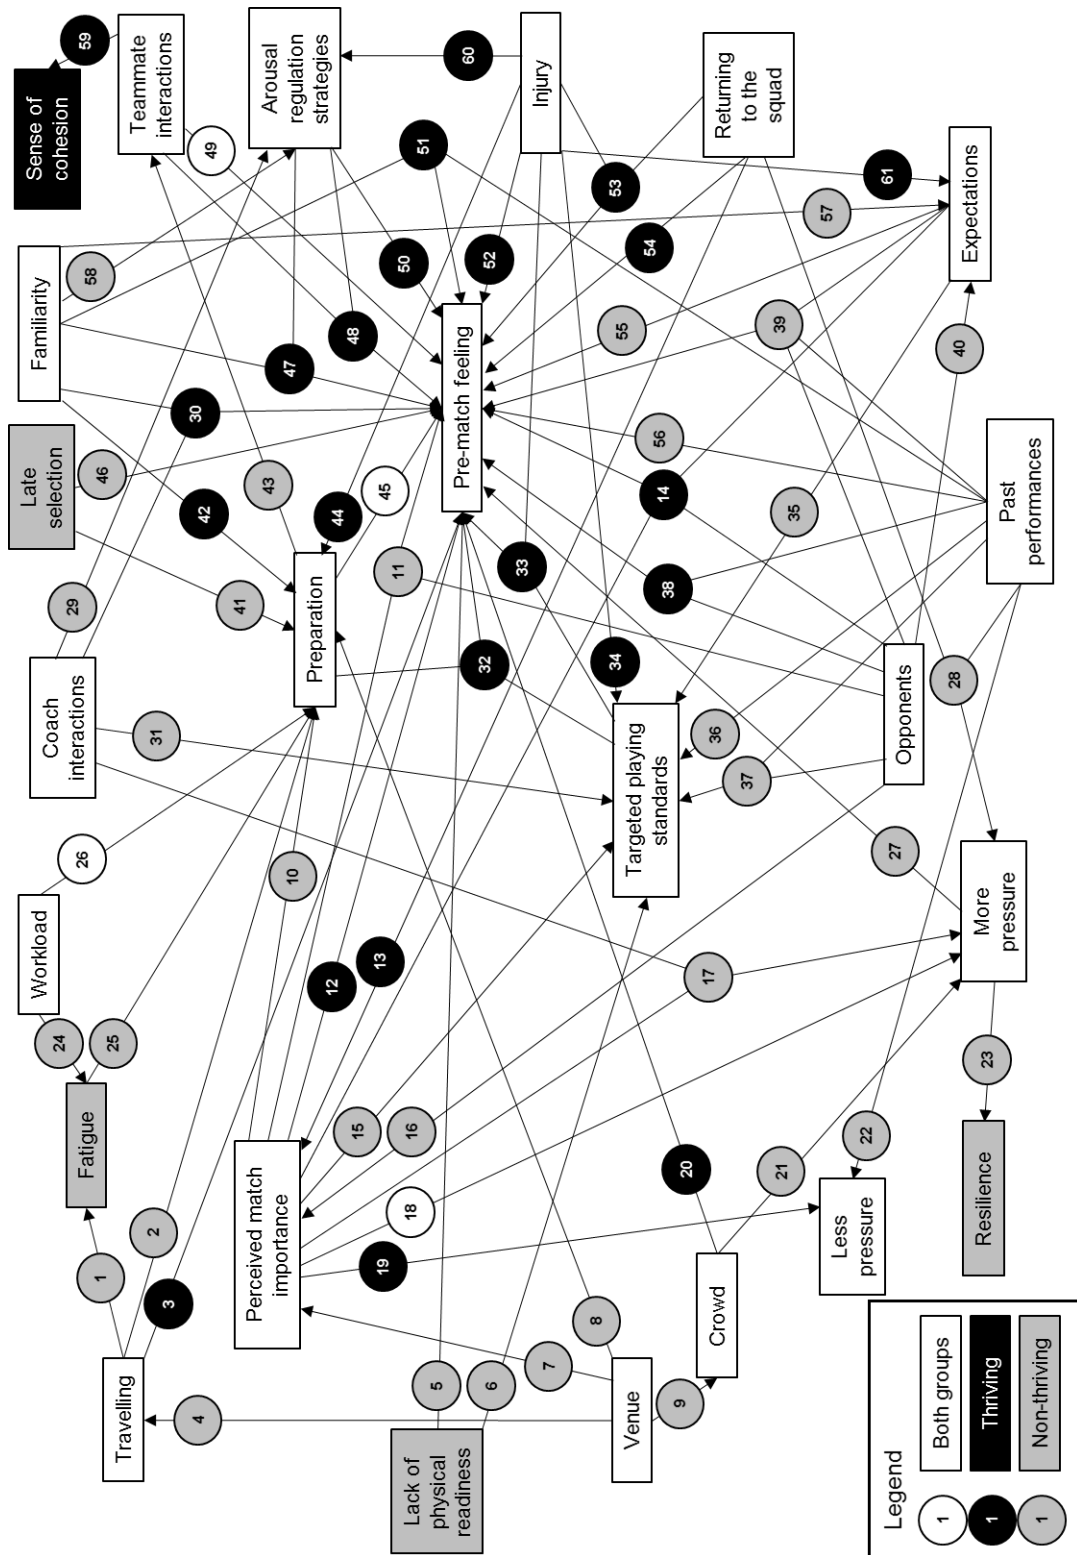 Travelling
Fatigue
Workload
Coach
interactions
Late
selection
Familiarity
Sense of
cohesion
Teammate
interactions
Arousal
regulation
strategies
Perceived match
importance
Preparation
Lack of
physical
readiness
Pre-match feeling
Injury
Venue
Targeted playing
standards
Crowd
Returning
to the
squad
Less
pressure
Opponents
Resilience
More
pressure
Past
performances
Expectations
1
2
3
4
5
6
7
8
9
10
11
12
13
14
15
16
17
18
19
20
21
22
23
24
25
26
27
28
29
30
31
32
33
34
35
36
37
38
39
40
41
42
43
44
45
46
47
48
49
50
51
52
53
54
55
56
57
58
59
60
61
Legend
1 Both groups
1 Thriving
1 Non-thriving